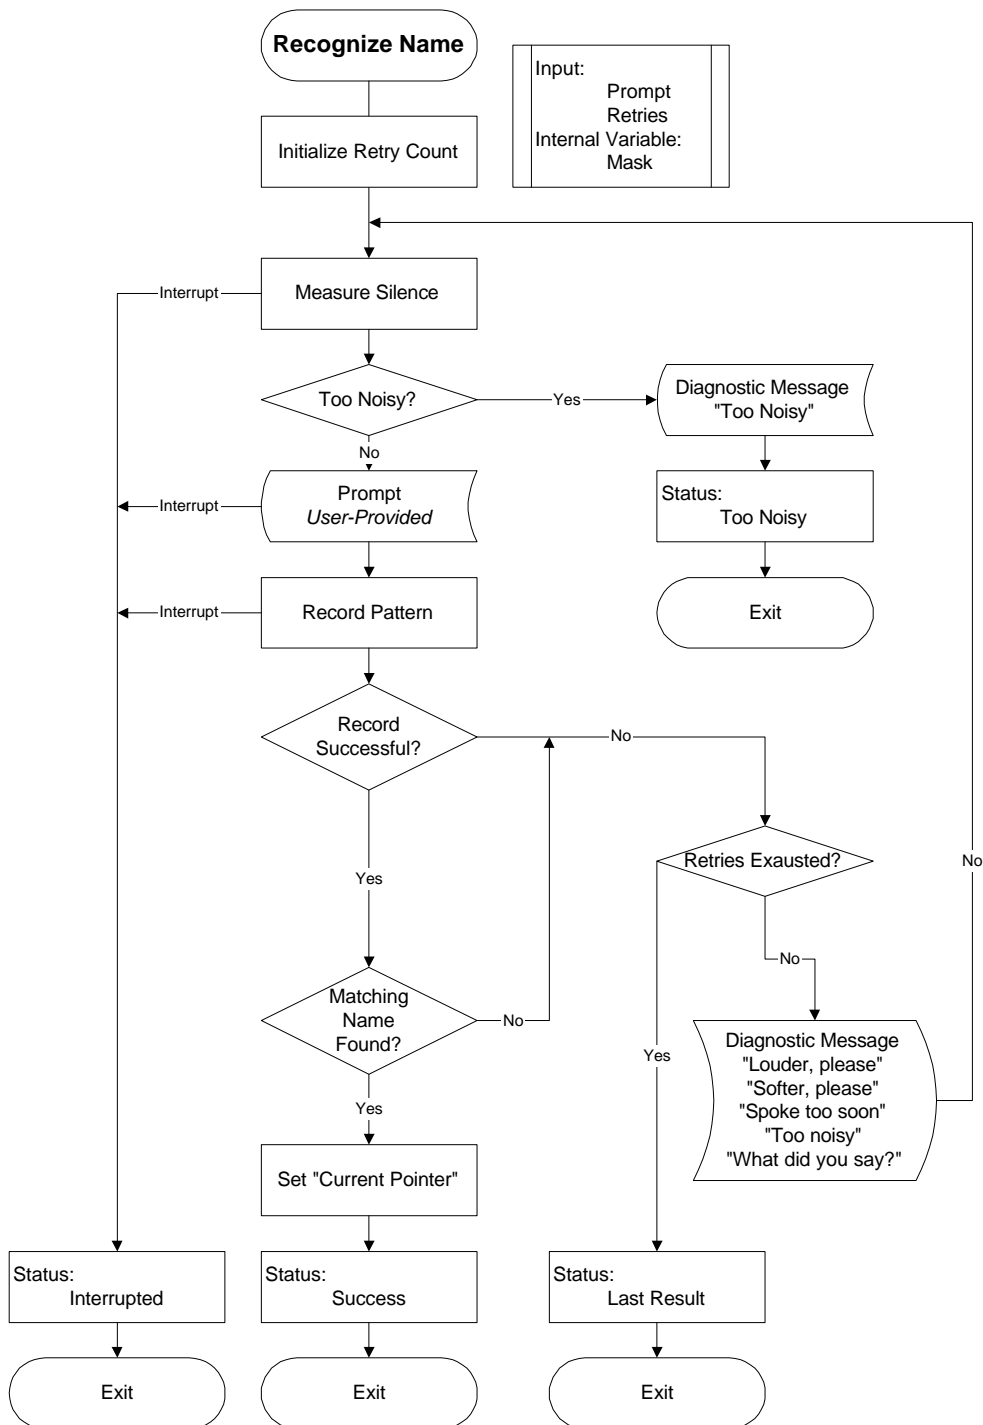 Recognize Name
Input:
Prompt
Retries
Internal Variable:
Mask
Initialize Retry Count
Interrupt
Measure Silence
Too Noisy?
Yes
Diagnostic Message
"Too Noisy"
No
Interrupt
Prompt
User-Provided
Status:
Too Noisy
Interrupt
Record Pattern
Exit
Record
Successful?
No
Retries Exausted?
No
Yes
No
Matching
Name
Found?
No
Yes
Diagnostic Message
"Louder, please"
"Softer, please"
"Spoke too soon"
"Too noisy"
"What did you say?"
Yes
Set "Current Pointer"
Status:
Interrupted
Status:
Success
Status:
Last Result
Exit
Exit
Exit